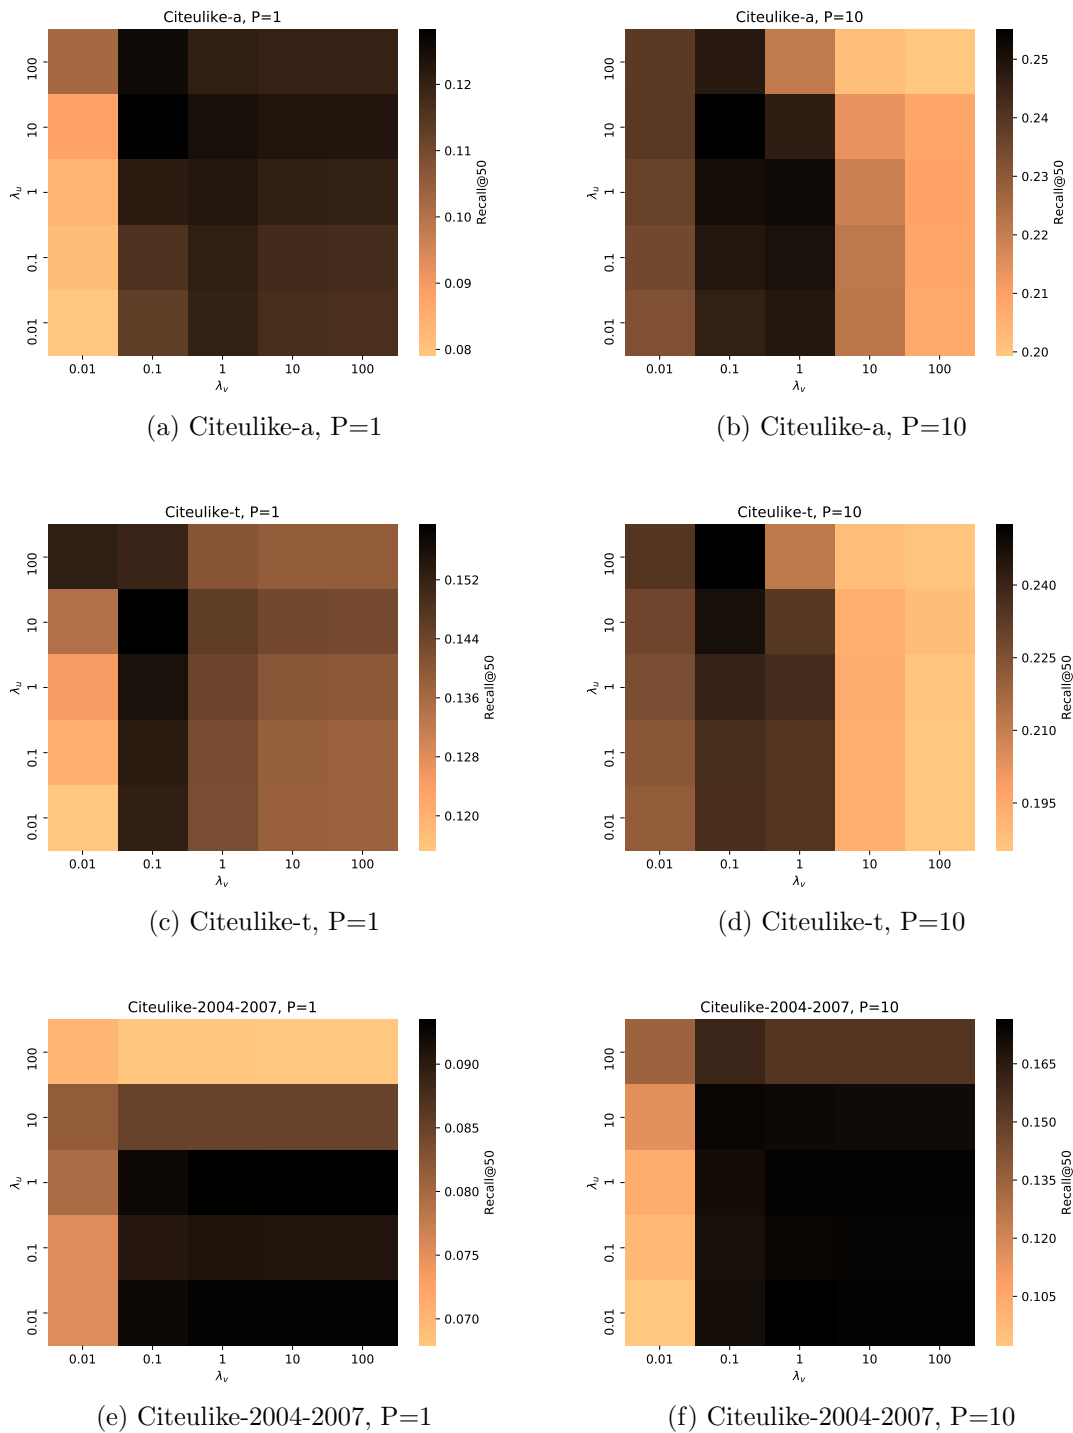 Citeulike-a, P=1
100
10
1
0.1
0.01
λu
0.01 0.1 1 10 100
λv
0.12
0.11
0.10
0.09
0.08
Recall@50
(a) Citeulike-a, P=1
Citeulike-a, P=10
100
10
1
0.1
0.01
λu
0.01 0.1 1 10 100
λv
0.25
0.24
0.23
0.22
0.21
0.20
Recall@50
(b) Citeulike-a, P=10
Citeulike-t, P=1
100
10
1
0.1
0.01
λu
0.01 0.1 1 10 100
λv
0.152
0.144
0.136
0.128
0.120
Recall@50
(c) Citeulike-t, P=1
Citeulike-t, P=10
100
10
1
0.1
0.01
λu
0.01 0.1 1 10 100
λv
0.240
0.225
0.210
0.195
Recall@50
(d) Citeulike-t, P=10
Citeulike-2004-2007, P=1
100
10
1
0.1
0.01
λu
0.01 0.1 1 10 100
λv
0.090
0.085
0.080
0.075
0.070
Recall@50
(e) Citeulike-2004-2007, P=1
Citeulike-2004-2007, P=10
100
10
1
0.1
0.01
λu
0.01 0.1 1 10 100
λv
0.165
0.150
0.135
0.120
0.105
Recall@50
(f) Citeulike-2004-2007, P=10